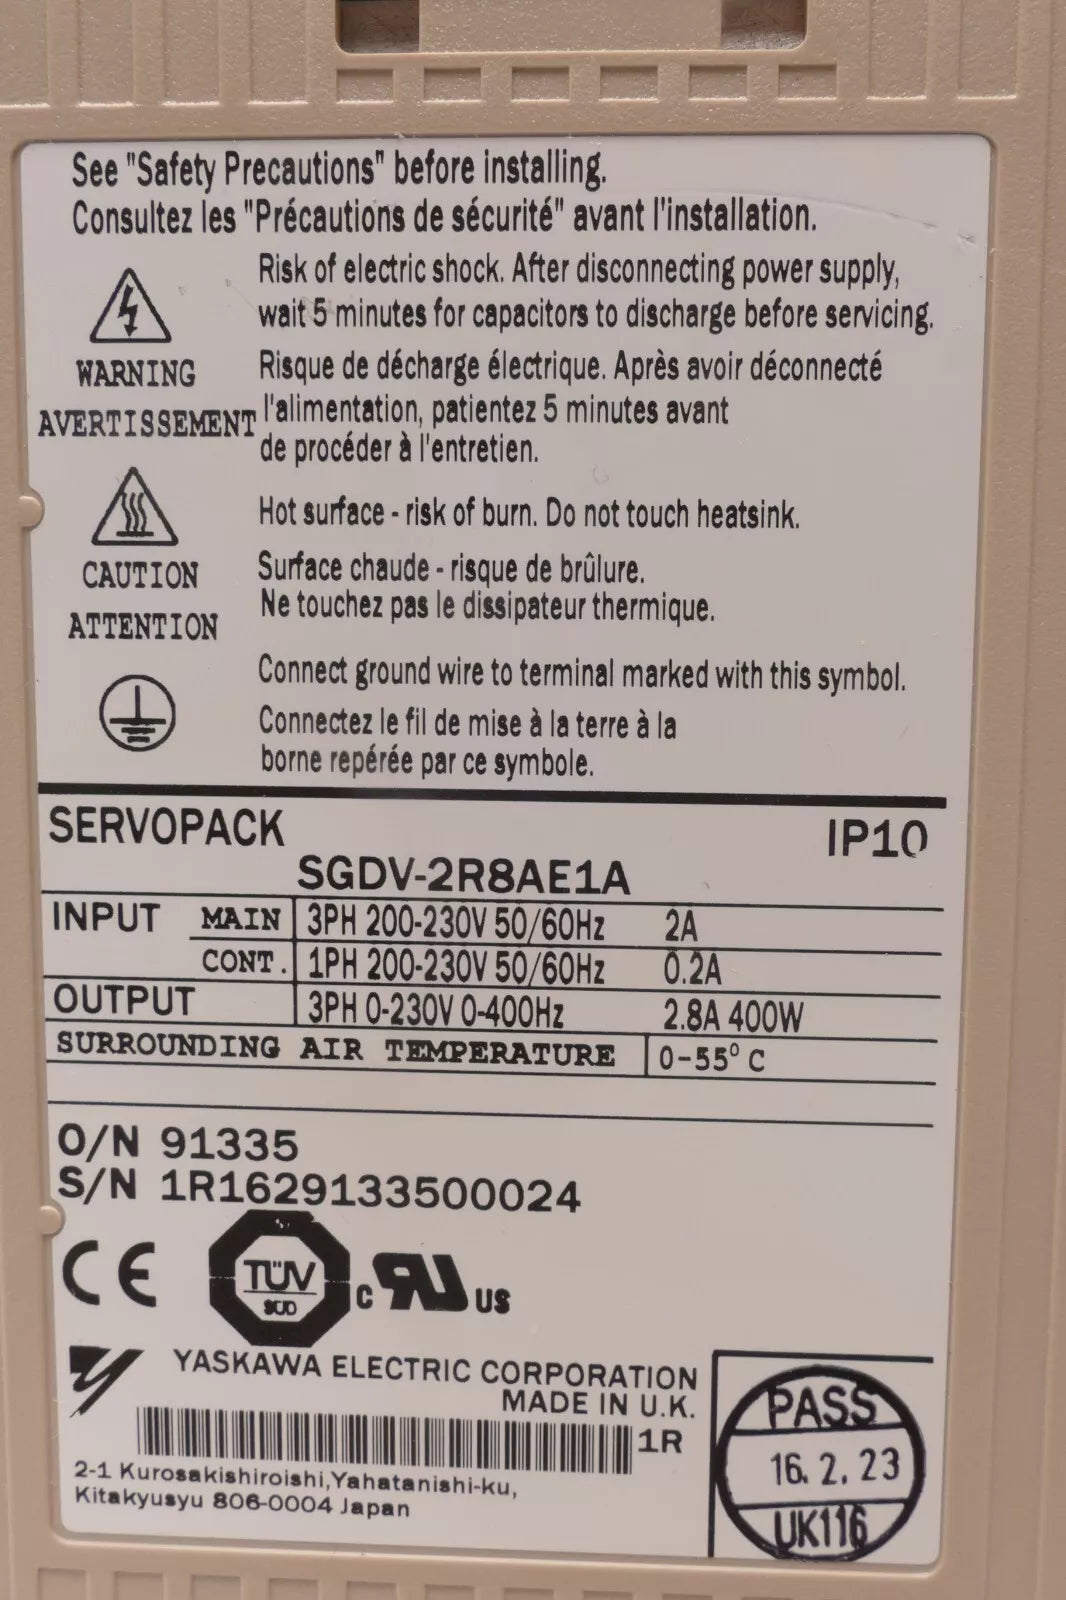 See "Safety Precautions" before installing.
Consultez les "Précautions de sécurité" avant l'installation.
Risk of electric shock. After disconnecting power supply,
wait 5 minutes for capacitors to discharge before servicing.
WARNING
AVERTISSEMENT
Risque de décharge électrique. Après avoir déconnecté
l'alimentation, patientez 5 minutes avant
de procéder à l'entretien.
Hot surface - risk of burn. Do not touch heatsink.
CAUTION
ATTENTION
Surface chaude - risque de brûlure.
Ne touchez pas le dissipateur thermique.
Connect ground wire to terminal marked with this symbol.
Connectez le fil de mise à la terre à la
borne repérée par ce symbole.
SERVOPACK IP10
SGDV-2R8AE1A
INPUT MAIN 3PH 200-230V 50/60Hz 2A
CONT. 1PH 200-230V 50/60Hz 0.2A
OUTPUT 3PH 0-230V 0-400Hz 2.8A 400W
SURROUNDING AIR TEMPERATURE 0-55° C
O/N 91335
S/N 1R1629133500024
CE TÜV SÜD c RU US
YASKAWA ELECTRIC CORPORATION
MADE IN U.K.
1R
2-1 Kurosakishiroishi,Yahatanishi-ku,
Kitakyusyu 806-0004 Japan
PASS
16. 2. 23
UK116